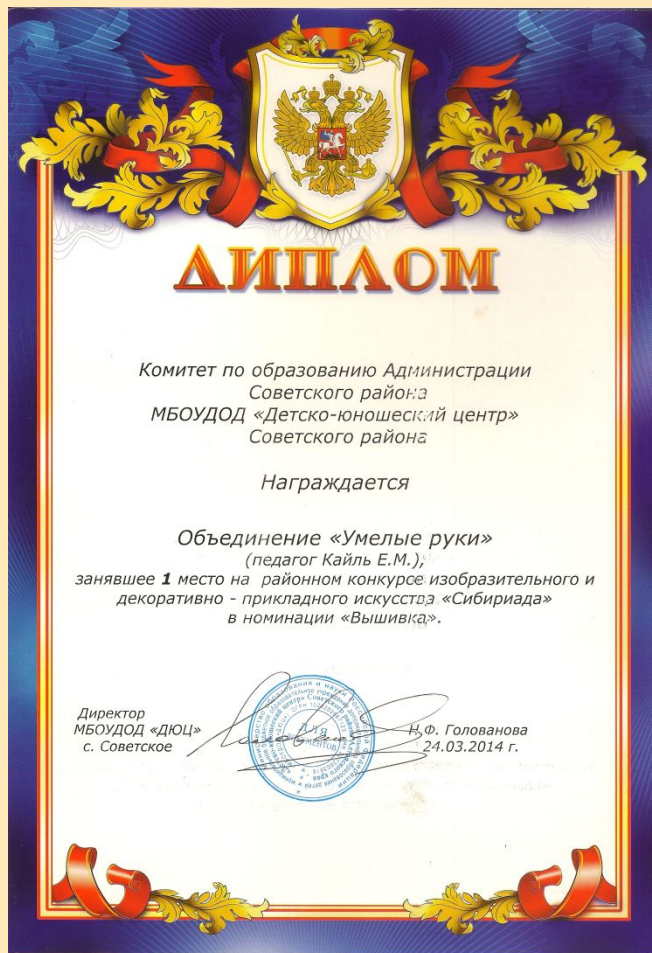 ДИПЛОМ
Комитет по образованию Администрации
Советского района
МБОУДОД «Детско-юношеский центр»
Советского района
Награждается
Объединение «Умелые руки»
(педагог Кайль Е.М.),
занявшее 1 место на районном конкурсе изобразительного и
декоративно - прикладного искусства «Сибириада»
в номинации «Вышивка».
Директор
МБОУДОД «ДЮЦ»
с. Советское
Н.Ф. Голованова
24.03.2014 г.
Для
документов